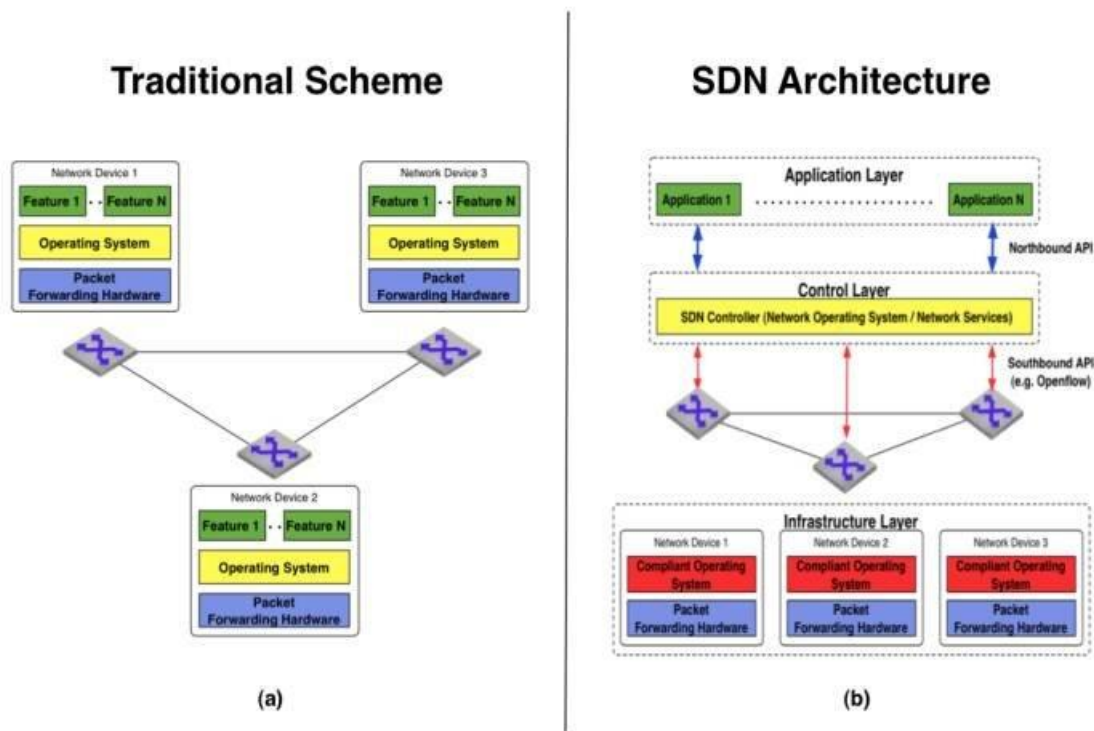 Traditional Scheme
Network Device 1
Feature 1 . . Feature N
Operating System
Packet
Forwarding Hardware
Network Device 3
Feature 1 . . Feature N
Operating System
Packet
Forwarding Hardware
Network Device 2
Feature 1 . . Feature N
Operating System
Packet
Forwarding Hardware
(a)
SDN Architecture
Application Layer
Application 1 ........................ Application N
Northbound API
Control Layer
SDN Controller (Network Operating System / Network Services)
Southbound API
(e.g. Openflow)
Infrastructure Layer
Network Device 1
Compliant Operating
System
Packet
Forwarding Hardware
Network Device 2
Compliant Operating
System
Packet
Forwarding Hardware
Network Device 3
Compliant Operating
System
Packet
Forwarding Hardware
(b)